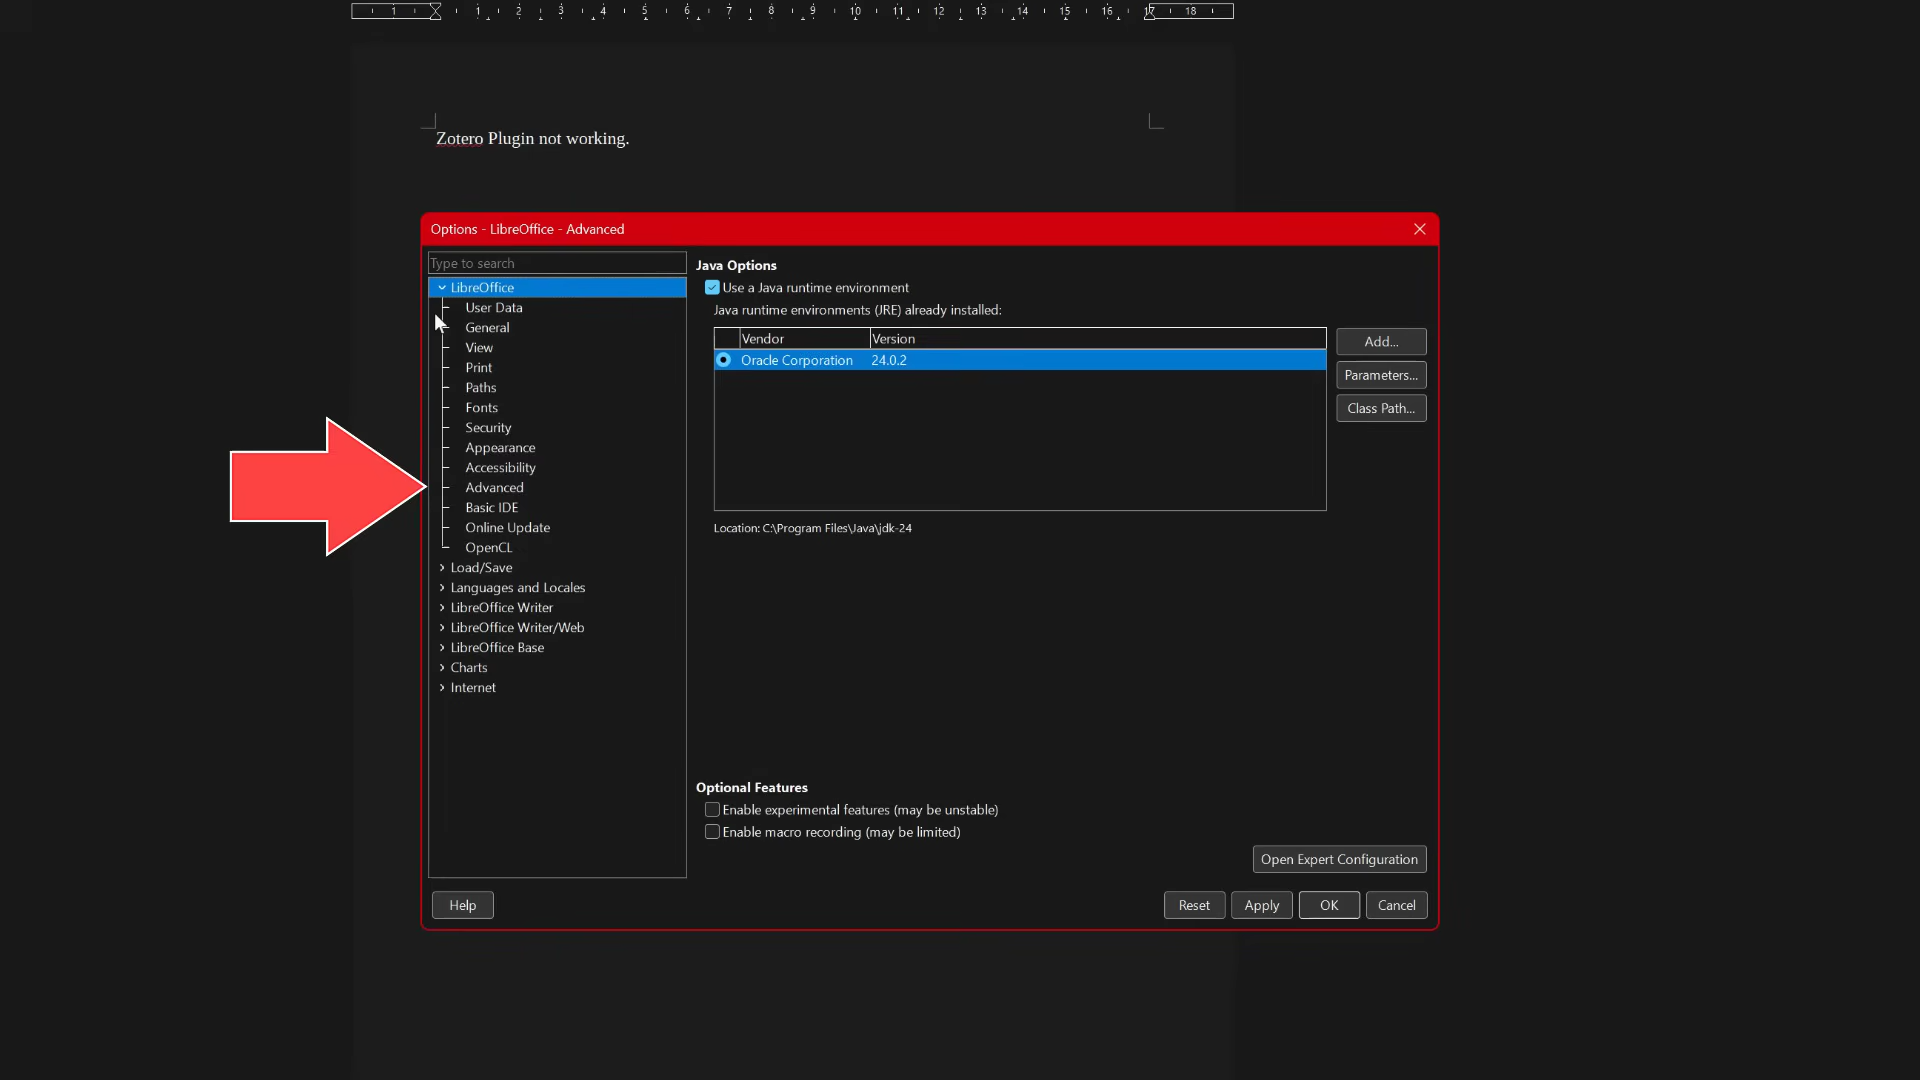 1 1 2 3 4 5 6 7 8 9 10 11 12 13 14 15 16 17 18
Zotero Plugin not working.
Options - LibreOffice - Advanced
Type to search
LibreOffice
User Data
General
View
Print
Paths
Fonts
Security
Appearance
Accessibility
Advanced
Basic IDE
Online Update
OpenCL
Load/Save
Languages and Locales
LibreOffice Writer
LibreOffice Writer/Web
LibreOffice Base
Charts
Internet
Java Options
Use a Java runtime environment
Java runtime environments (JRE) already installed:
Vendor Version
Oracle Corporation 24.0.2
Add...
Parameters...
Class Path...
Location: C:\Program Files\Java\jdk-24
Optional Features
Enable experimental features (may be unstable)
Enable macro recording (may be limited)
Open Expert Configuration
Help
Reset Apply OK Cancel